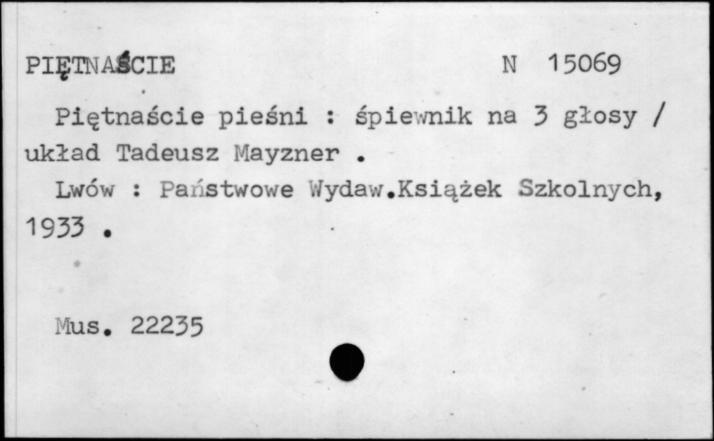 PIĘTNAŚCIE N 15069
Piętnaście pieśni : śpiewnik na 3 głosy /
układ Tadeusz Mayzner .
Lwów : Państwowe Wydaw.Książek Szkolnych,
1933 .
Mus. 22235